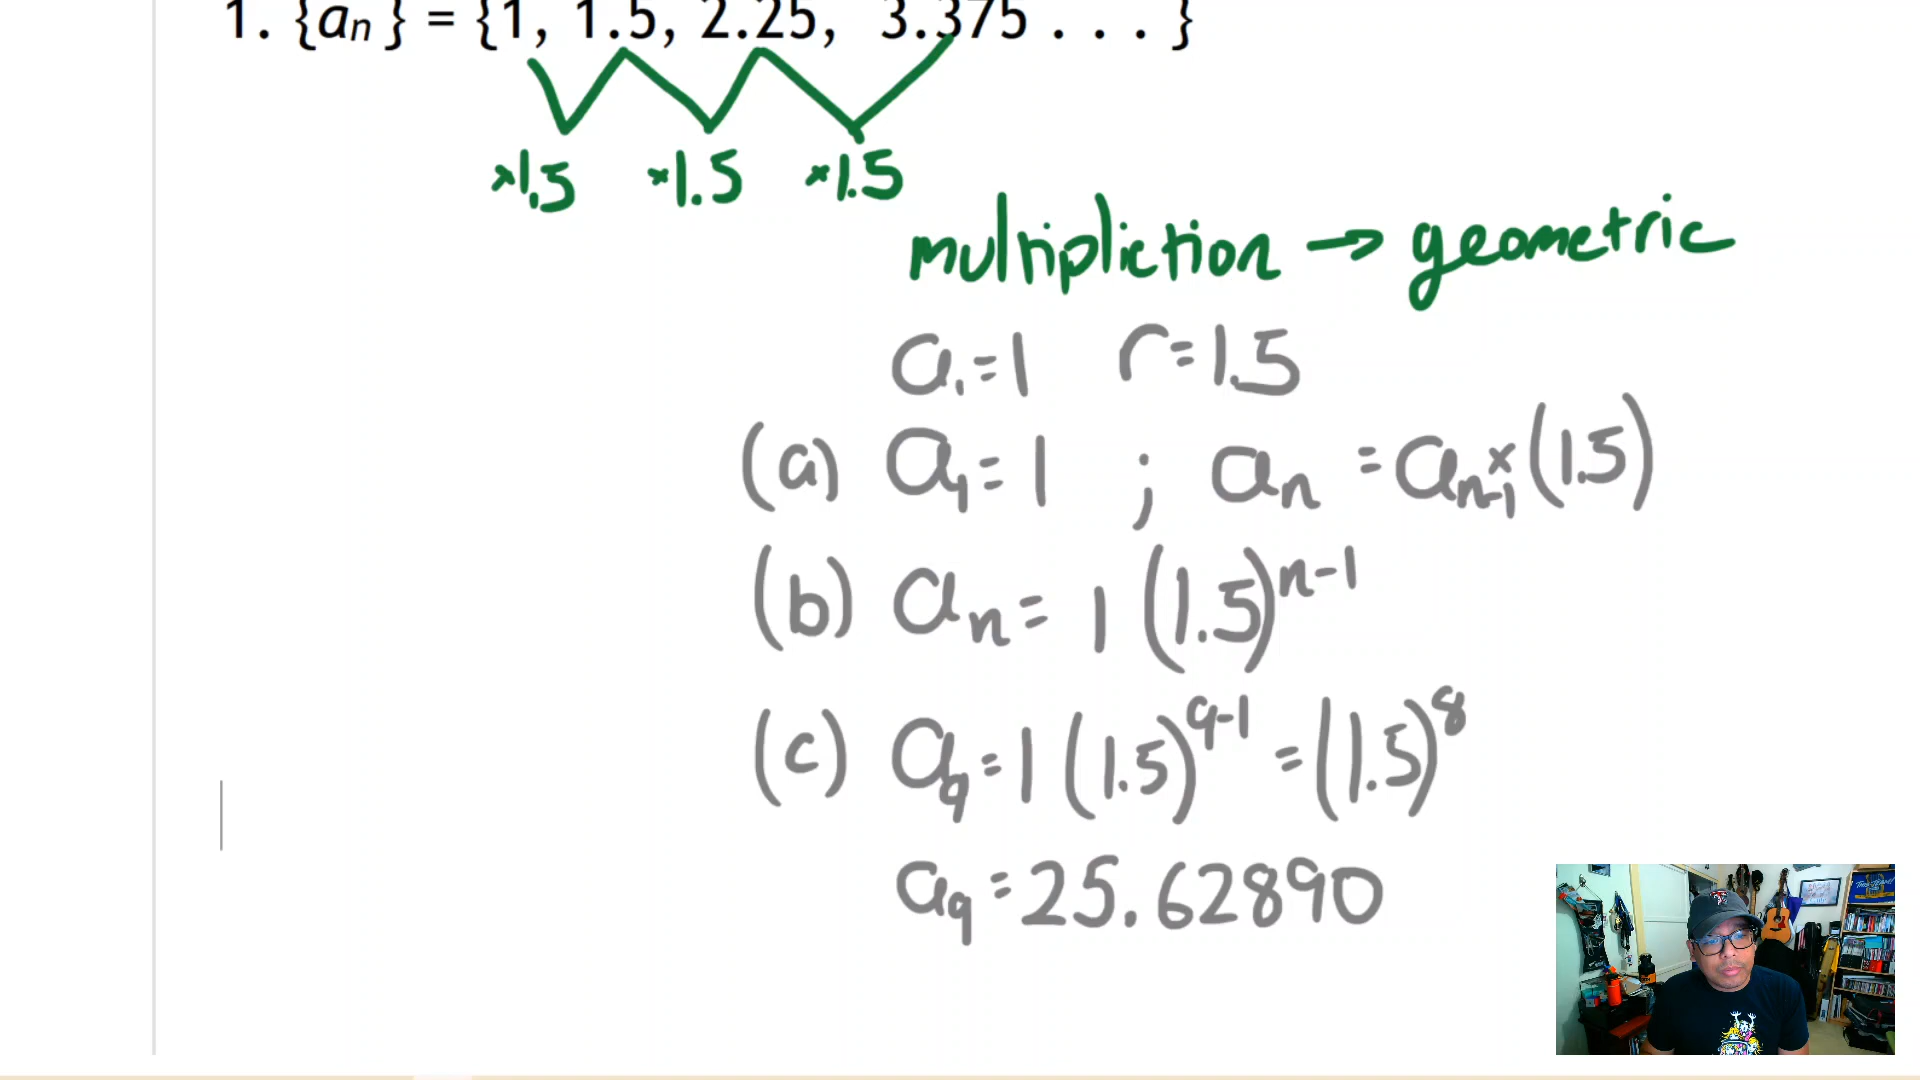 1. {aₙ} = {1, 1.5, 2.25, 3.375 . . . }
×1.5 ×1.5 ×1.5
multipliction → geometric
a₁=1 r=1.5
(a) a₁=1 ; aₙ =aₙ₋₁×(1.5)
(b) aₙ= 1(1.5)ⁿ⁻¹
(c) a₉=1(1.5)⁹⁻¹ =(1.5)⁸
a₉=25.62890